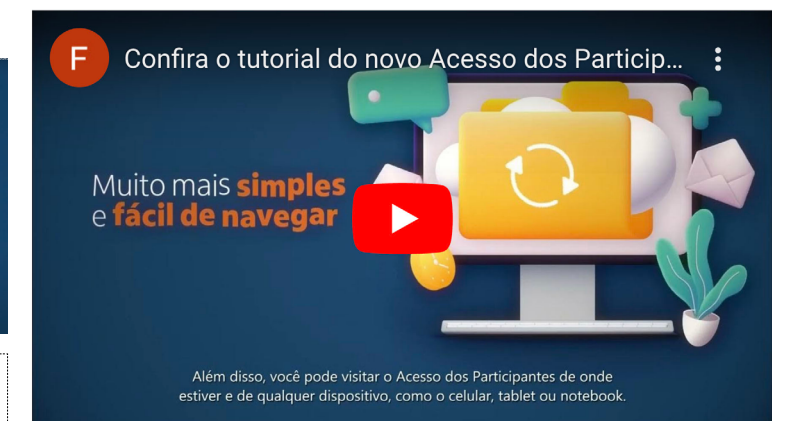 F
Confira o tutorial do novo Acesso dos Particip...
Muito mais simples
e fácil de navegar
Além disso, você pode visitar o Acesso dos Participantes de onde
estiver e de qualquer dispositivo, como o celular, tablet ou notebook.